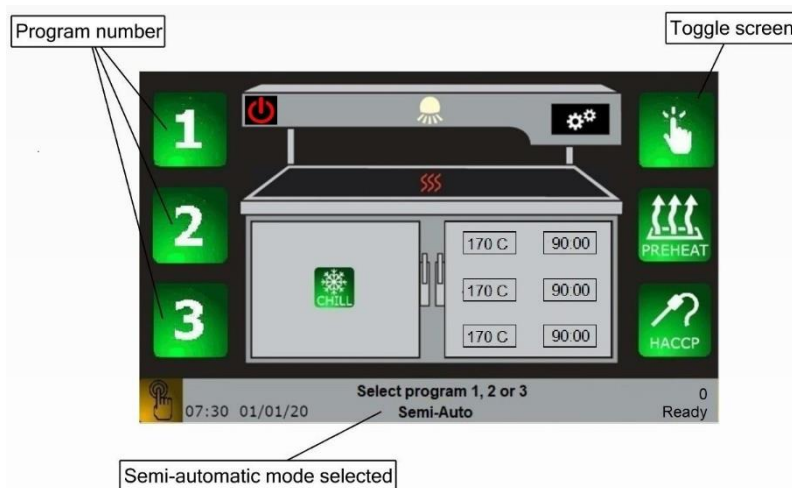 Program number
Toggle screen
1
2
3
170 C 90:00
170 C 90:00
170 C 90:00
CHILL
PREHEAT
HACCP
Select program 1, 2 or 3
0
07:30 01/01/20
Semi-Auto
Ready
Semi-automatic mode selected